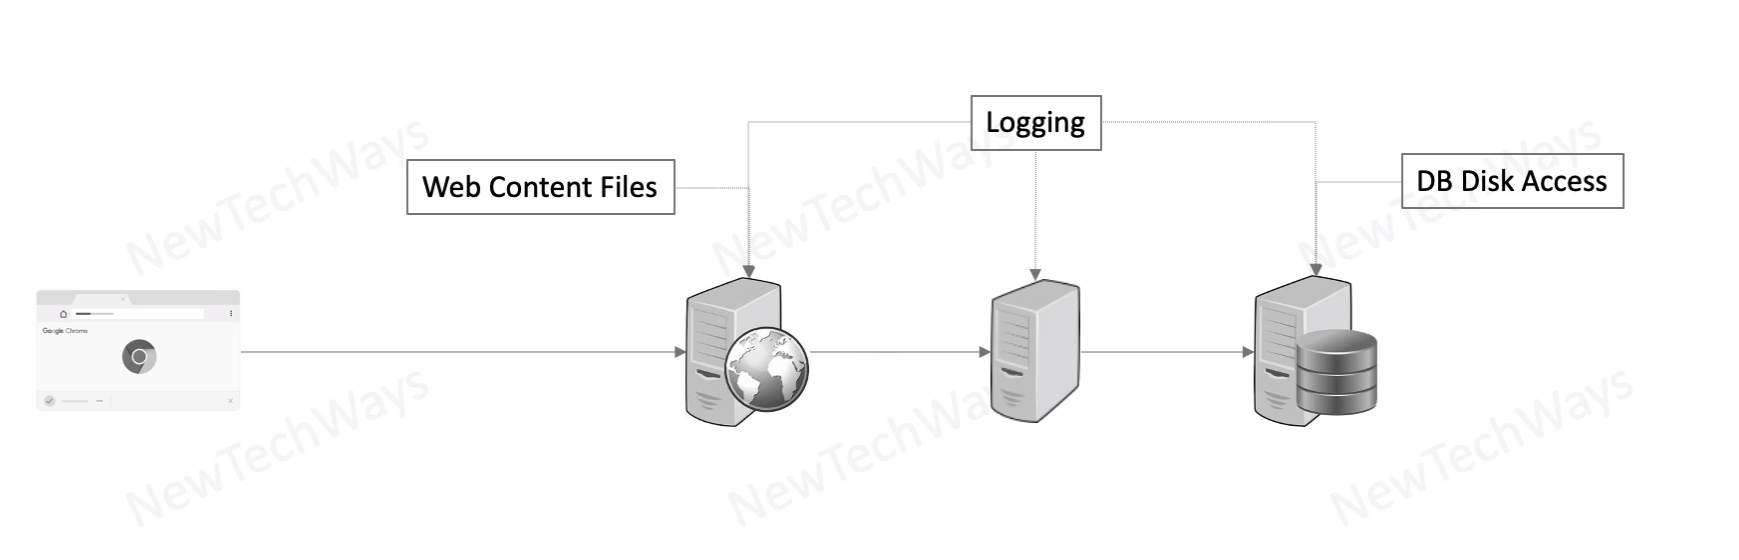 Logging
Web Content Files
DB Disk Access
Google Chrome
NewTechWays
NewTechWays
NewTechWays
NewTechWays
NewTechWays
NewTechWays